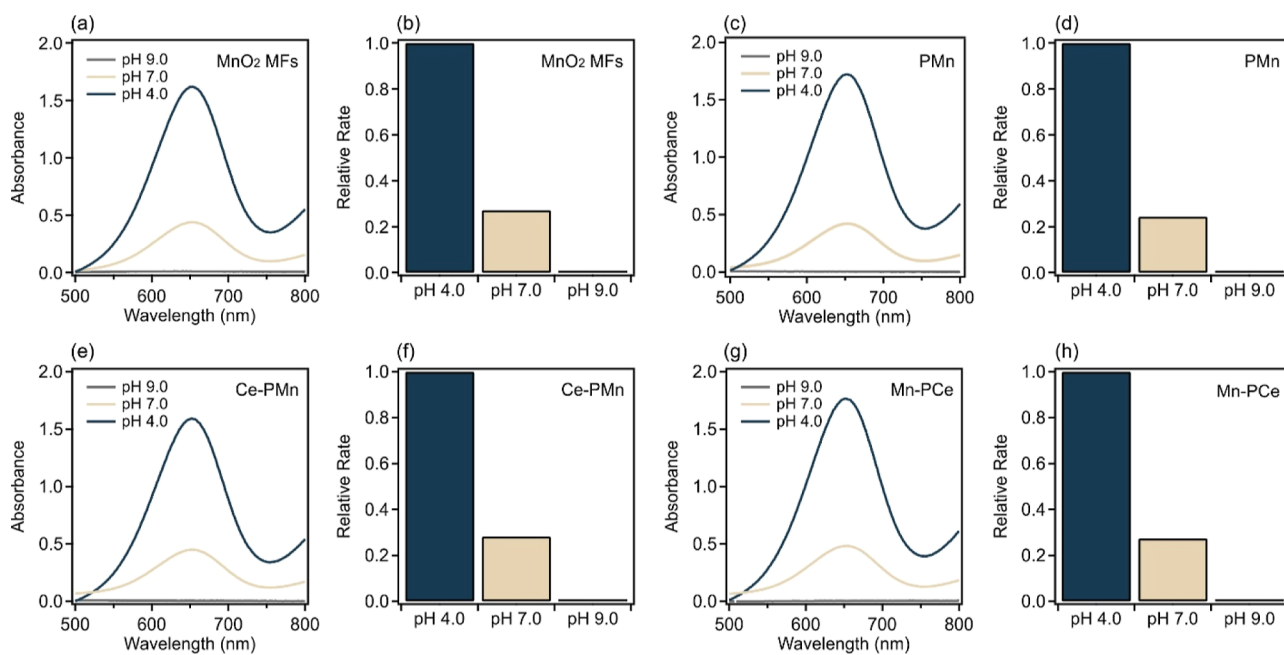 (a)
2.0
1.5
1.0
0.5
0.0
Absorbance
pH 9.0
pH 7.0
pH 4.0
MnO2 MFs
500
600
700
800
Wavelength (nm)
(b)
1.0
0.8
0.6
0.4
0.2
0.0
Relative Rate
MnO2 MFs
pH 4.0
pH 7.0
pH 9.0
(c)
2.0
1.5
1.0
0.5
0.0
Absorbance
pH 9.0
pH 7.0
pH 4.0
PMn
500
600
700
800
Wavelength (nm)
(d)
1.0
0.8
0.6
0.4
0.2
0.0
Relative Rate
PMn
pH 4.0
pH 7.0
pH 9.0
(e)
2.0
1.5
1.0
0.5
0.0
Absorbance
pH 9.0
pH 7.0
pH 4.0
Ce-PMn
500
600
700
800
Wavelength (nm)
(f)
1.0
0.8
0.6
0.4
0.2
0.0
Relative Rate
Ce-PMn
pH 4.0
pH 7.0
pH 9.0
(g)
2.0
1.5
1.0
0.5
0.0
Absorbance
pH 9.0
pH 7.0
pH 4.0
Mn-PCe
500
600
700
800
Wavelength (nm)
(h)
1.0
0.8
0.6
0.4
0.2
0.0
Relative Rate
Mn-PCe
pH 4.0
pH 7.0
pH 9.0